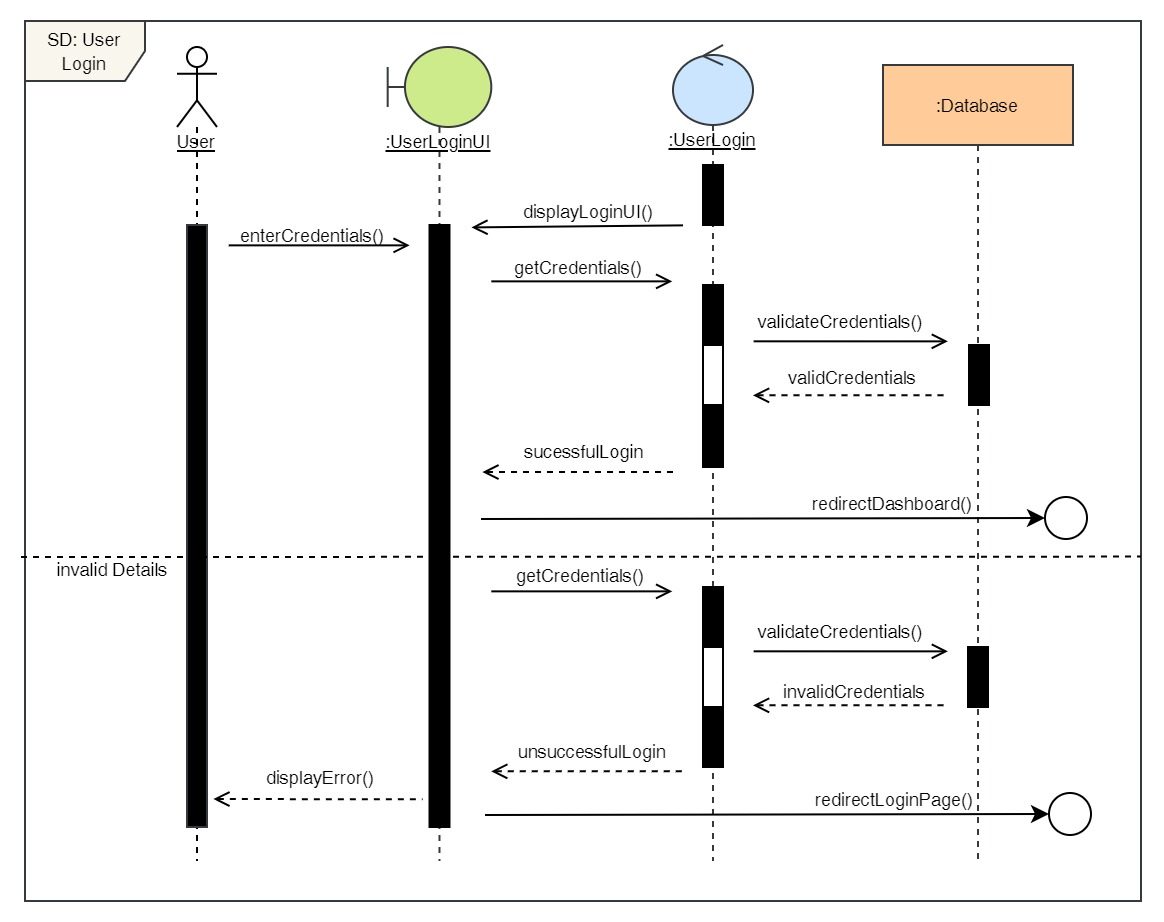 SD: User
Login
User
:UserLoginUI
:UserLogin
:Database
displayLoginUI()
enterCredentials()
getCredentials()
validateCredentials()
validCredentials
sucessfulLogin
redirectDashboard()
invalid Details
getCredentials()
validateCredentials()
invalidCredentials
unsuccessfulLogin
displayError()
redirectLoginPage()